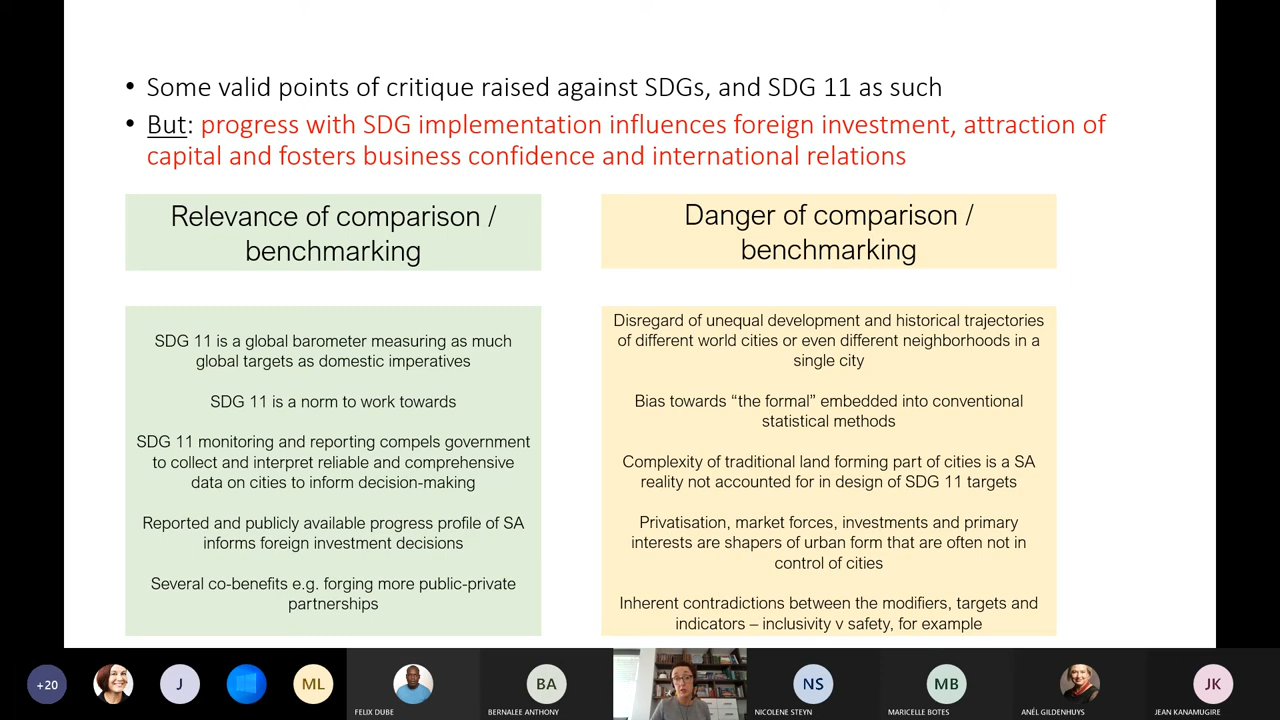 • Some valid points of critique raised against SDGs, and SDG 11 as such
• But: progress with SDG implementation influences foreign investment, attraction of
capital and fosters business confidence and international relations
Relevance of comparison /
benchmarking
SDG 11 is a global barometer measuring as much
global targets as domestic imperatives
SDG 11 is a norm to work towards
SDG 11 monitoring and reporting compels government
to collect and interpret reliable and comprehensive
data on cities to inform decision-making
Reported and publicly available progress profile of SA
informs foreign investment decisions
Several co-benefits e.g. forging more public-private
partnerships
Danger of comparison /
benchmarking
Disregard of unequal development and historical trajectories
of different world cities or even different neighborhoods in a
single city
Bias towards “the formal” embedded into conventional
statistical methods
Complexity of traditional land forming part of cities is a SA
reality not accounted for in design of SDG 11 targets
Privatisation, market forces, investments and primary
interests are shapers of urban form that are often not in
control of cities
Inherent contradictions between the modifiers, targets and
indicators – inclusivity v safety, for example
+20
J
ML
FELIX DUBE
BA
BERNALEE ANTHONY
NS
NICOLENE STEYN
MB
MARICELLE BOTES
ANÉL GILDENHUYS
JK
JEAN KANAMUGIRE